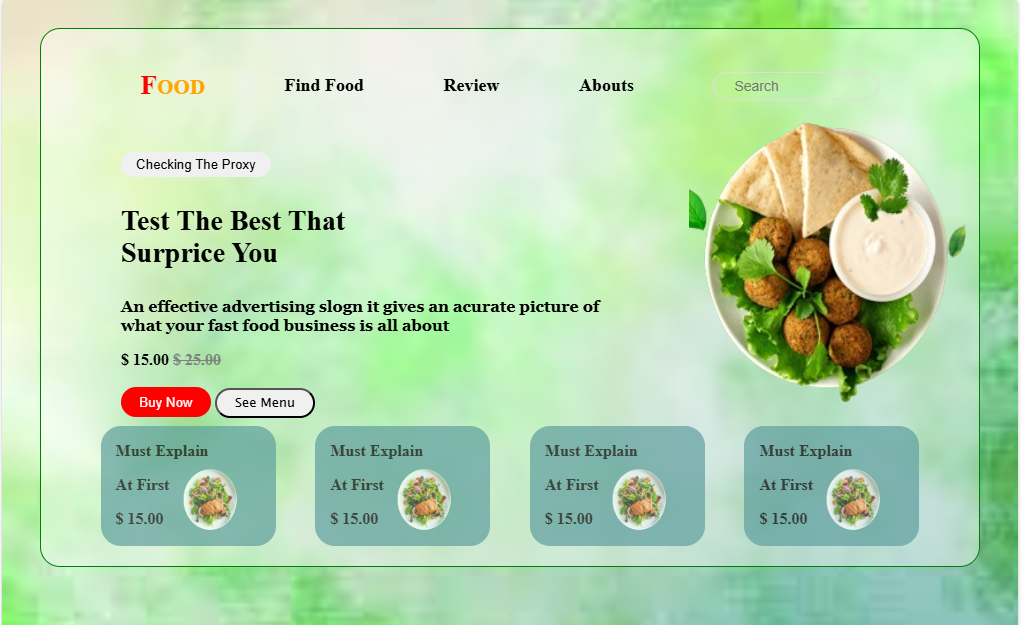 FOOD Find Food Review Abouts Search
Checking The Proxy
Test The Best That
Surprice You
An effective advertising slogn it gives an acurate picture of
what your fast food business is all about
$ 15.00 $ 25.00
Buy Now See Menu
Must Explain
At First
$ 15.00
Must Explain
At First
$ 15.00
Must Explain
At First
$ 15.00
Must Explain
At First
$ 15.00